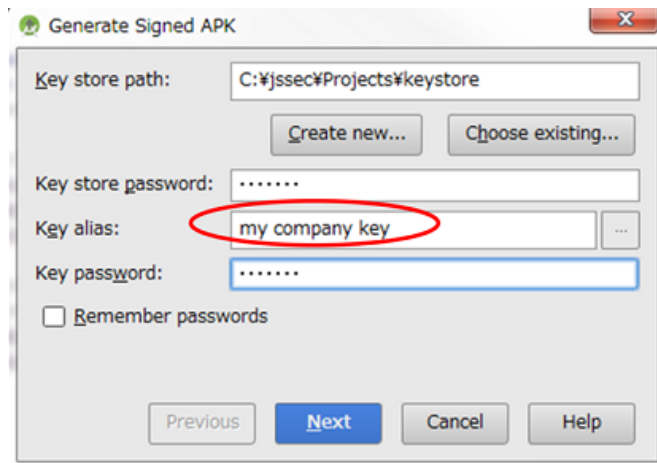 Generate Signed APK
Key store path: C:¥jssec¥Projects¥keystore
Create new... Choose existing...
Key store password: •••••••
Key alias: my company key ...
Key password: •••••••
Remember passwords
Previous Next Cancel Help